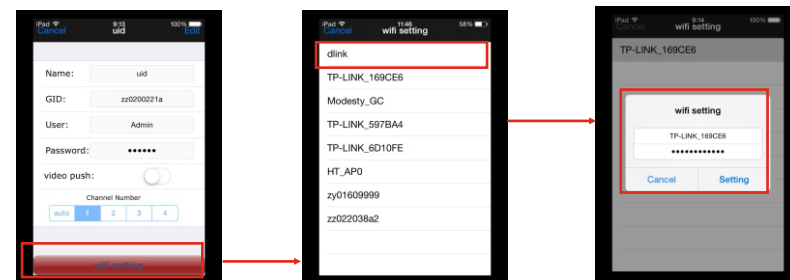 iPad 9:13 100%
Cancel uid Edit
Name: uid
GID: zz0200221a
User: Admin
Password: ••••••
video push:
Channel Number
auto 1 2 3 4
wifi setting
iPad 11:46 58%
Cancel wifi setting
dlink
TP-LINK_169CE6
Modesty_GC
TP-LINK_597BA4
TP-LINK_6D10FE
HT_AP0
zy01609999
zz022038a2
iPad 9:14 100%
Cancel wifi setting
TP-LINK_169CE6
wifi setting
TP-LINK_169CE6
••••••••••••
Cancel Setting